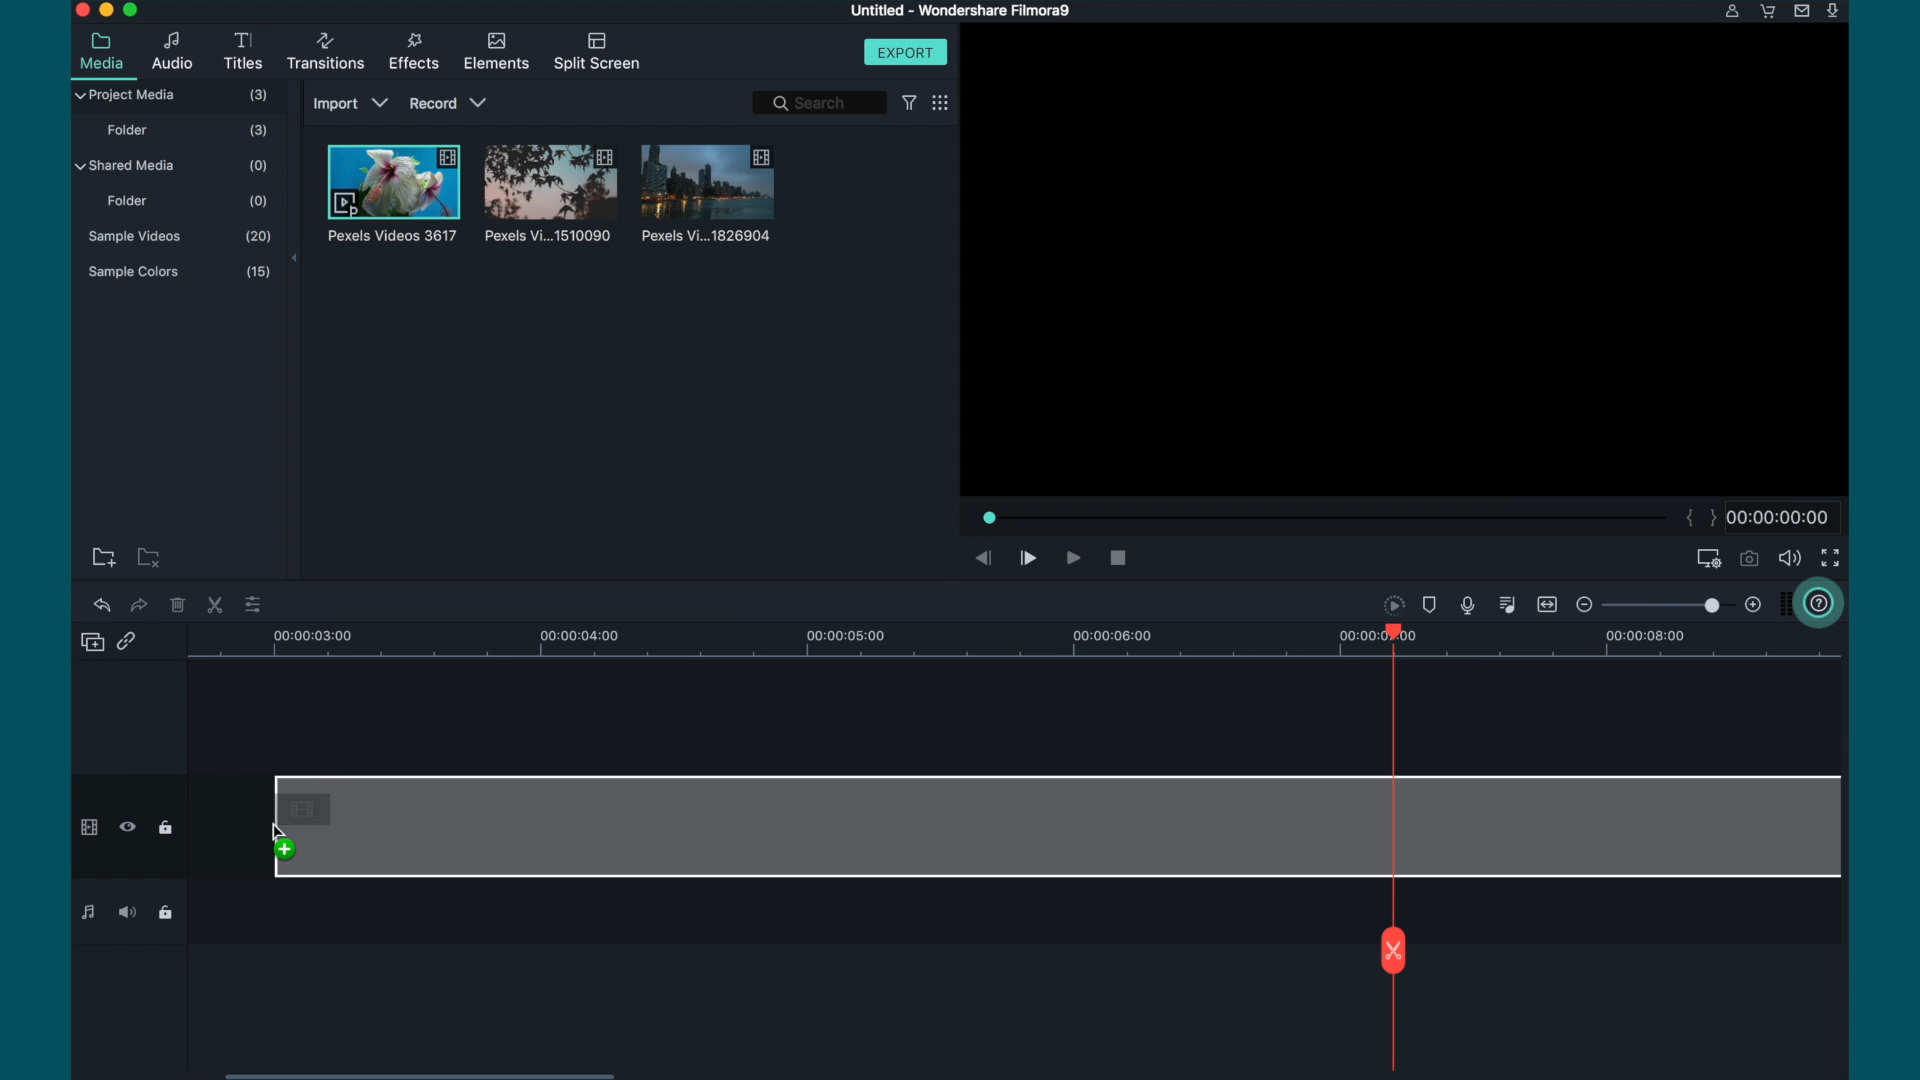 Untitled - Wondershare Filmora9
Media
Audio
Titles
Transitions
Effects
Elements
Split Screen
EXPORT
Project Media (3)
Folder (3)
Shared Media (0)
Folder (0)
Sample Videos (20)
Sample Colors (15)
Import
Record
Search
Pexels Videos 3617
Pexels Vi...1510090
Pexels Vi...1826904
{ } 00:00:00:00
00:00:03:00
00:00:04:00
00:00:05:00
00:00:06:00
00:00:07:00
00:00:08:00